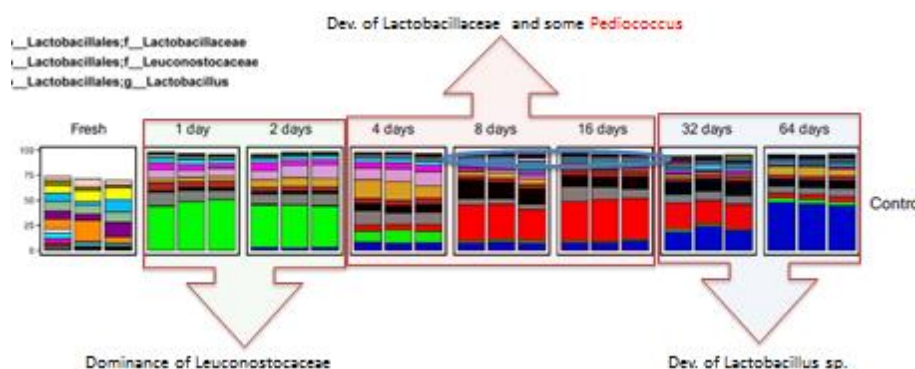 Dev. of Lactobacillaceae and some Pediococcus
__Lactobacillales;f__Lactobacillaceae
__Lactobacillales;f__Leuconostocaceae
__Lactobacillales;g__Lactobacillus
Fresh 1 day 2 days 4 days 8 days 16 days 32 days 64 days
100
75
50
25
0
Contro
Dominance of Leuconostocaceae
Dev. of Lactobacillus sp.